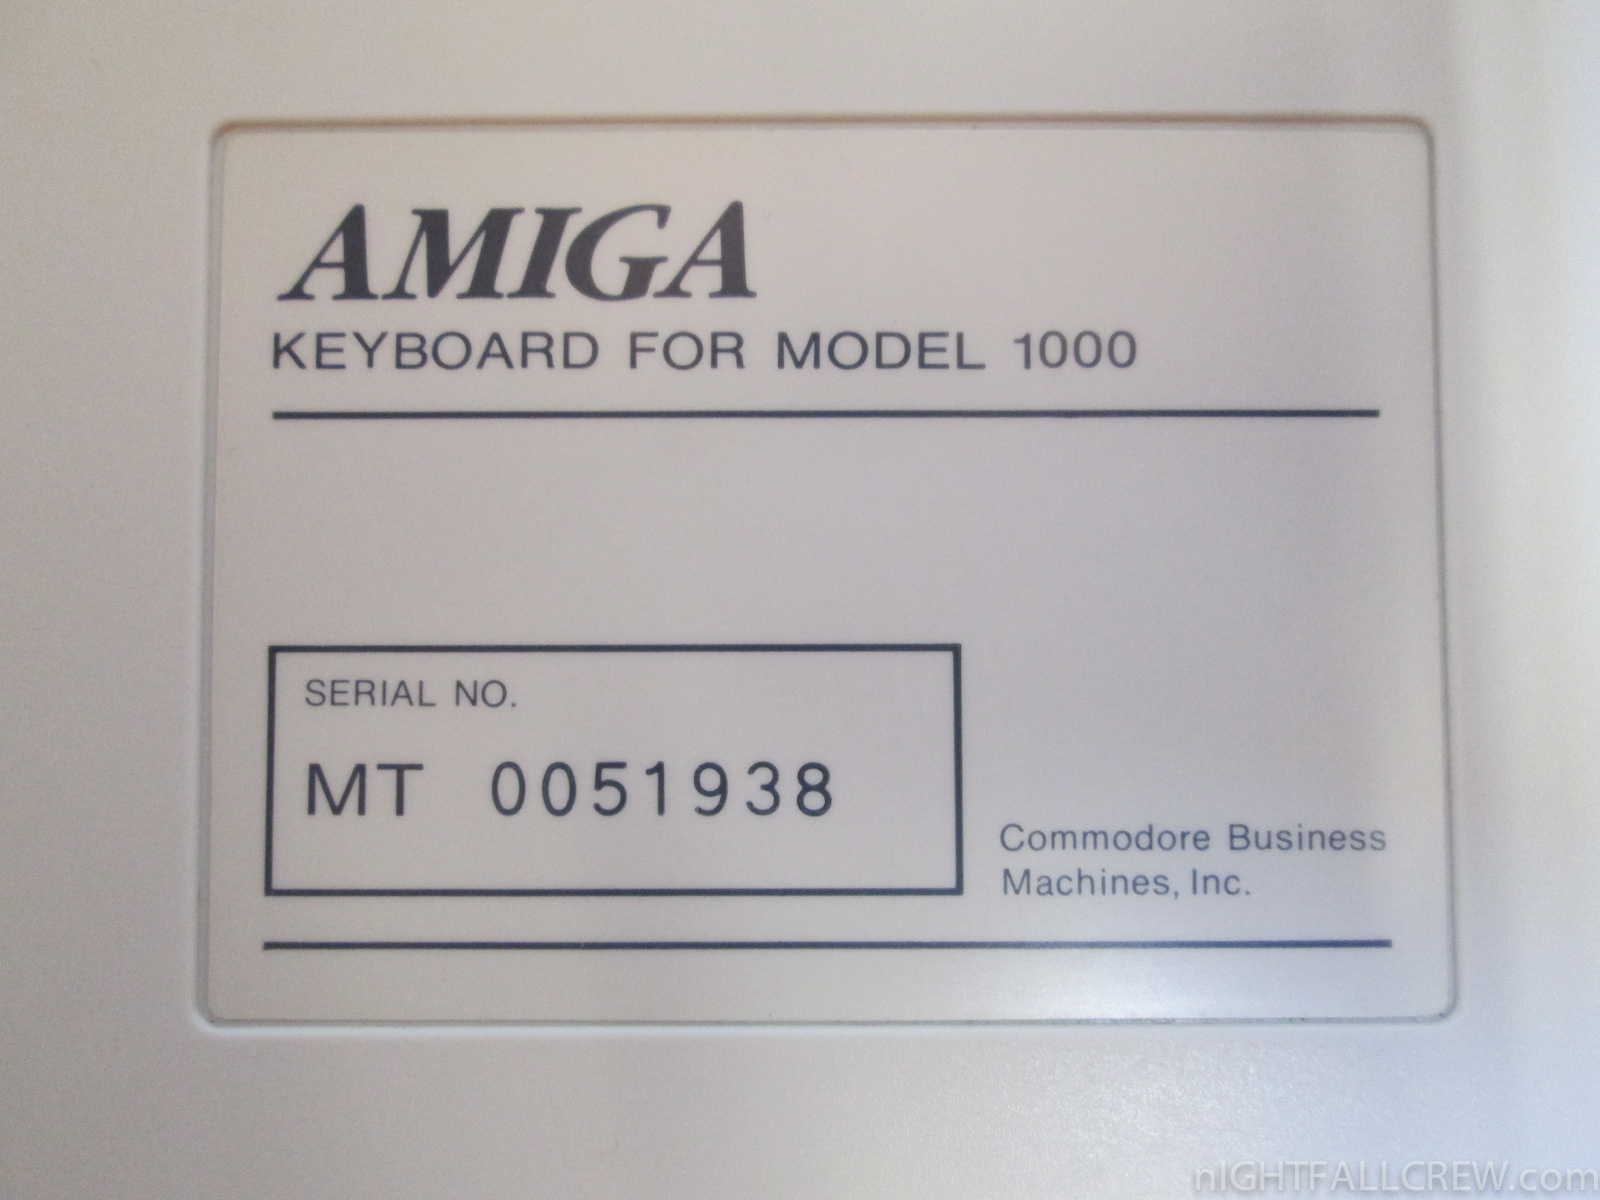 AMIGA
KEYBOARD FOR MODEL 1000
SERIAL NO.
MT 0051938
Commodore Business
Machines, Inc.
nIGHTFALLCREW.com